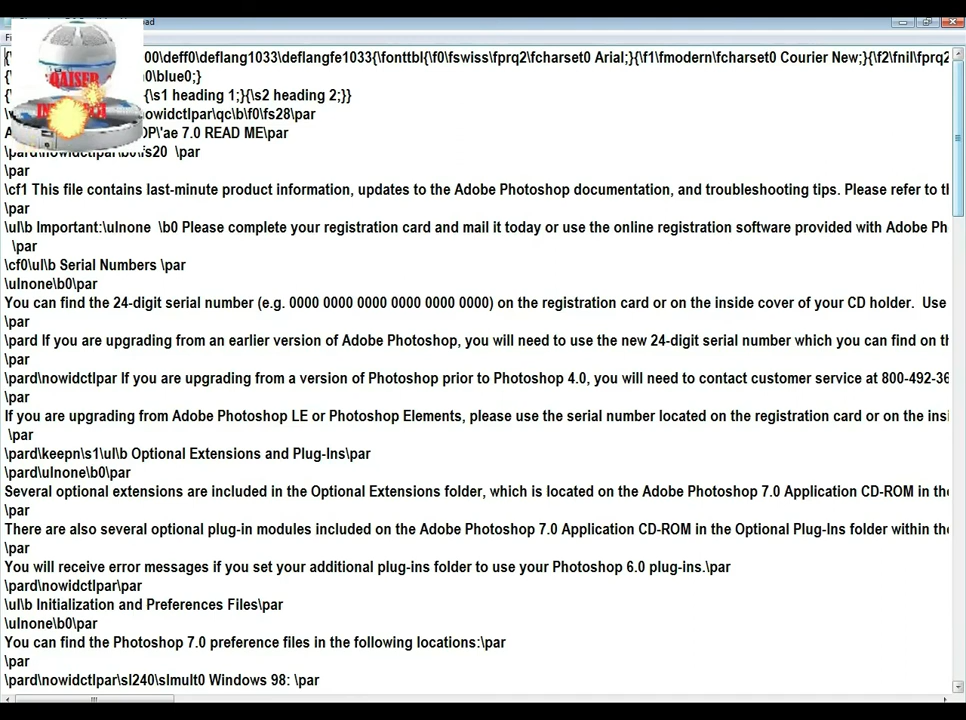 00\deff0\deflang1033\deflangfe1033{\fonttbl{\f0\fswiss\fprq2\fcharset0 Arial;}{\f1\fmodern\fcharset0 Courier New;}{\f2\fnil\fprq2
{\ 0\blue0;}
{\ {\s1 heading 1;}{\s2 heading 2;}}
QAISER
nowidctlpar\qc\b\f0\fs28\par
OP\'ae 7.0 READ ME\par
\pard\nowidctlpar\b0\fs20 \par
\par
\cf1 This file contains last-minute product information, updates to the Adobe Photoshop documentation, and troubleshooting tips. Please refer to th
\par
\ul\b Important:\ulnone \b0 Please complete your registration card and mail it today or use the online registration software provided with Adobe Ph
\par
\cf0\ul\b Serial Numbers \par
\ulnone\b0\par
You can find the 24-digit serial number (e.g. 0000 0000 0000 0000 0000 0000) on the registration card or on the inside cover of your CD holder. Use
\par
\pard If you are upgrading from an earlier version of Adobe Photoshop, you will need to use the new 24-digit serial number which you can find on th
\par
\pard\nowidctlpar If you are upgrading from a version of Photoshop prior to Photoshop 4.0, you will need to contact customer service at 800-492-36
\par
If you are upgrading from Adobe Photoshop LE or Photoshop Elements, please use the serial number located on the registration card or on the insi
\par
\pard\keepn\s1\ul\b Optional Extensions and Plug-Ins\par
\pard\ulnone\b0\par
Several optional extensions are included in the Optional Extensions folder, which is located on the Adobe Photoshop 7.0 Application CD-ROM in the
\par
There are also several optional plug-in modules included on the Adobe Photoshop 7.0 Application CD-ROM in the Optional Plug-Ins folder within the
\par
You will receive error messages if you set your additional plug-ins folder to use your Photoshop 6.0 plug-ins.\par
\pard\nowidctlpar\par
\ul\b Initialization and Preferences Files\par
\ulnone\b0\par
You can find the Photoshop 7.0 preference files in the following locations:\par
\par
\pard\nowidctlpar\sl240\slmult0 Windows 98: \par